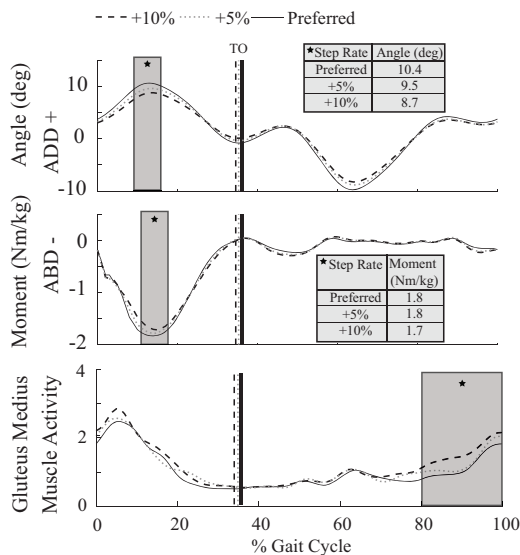 +10% +5% Preferred
TO
Angle (deg)
ADD +
10
0
-10
★Step Rate Angle (deg)
Preferred 10.4
+5% 9.5
+10% 8.7
★
Moment (Nm/kg)
ABD -
0
-1
-2
★
★Step Rate Moment (Nm/kg)
Preferred 1.8
+5% 1.8
+10% 1.7
Gluteus Medius
Muscle Activity
4
2
0
★
0 20 40 60 80 100
% Gait Cycle